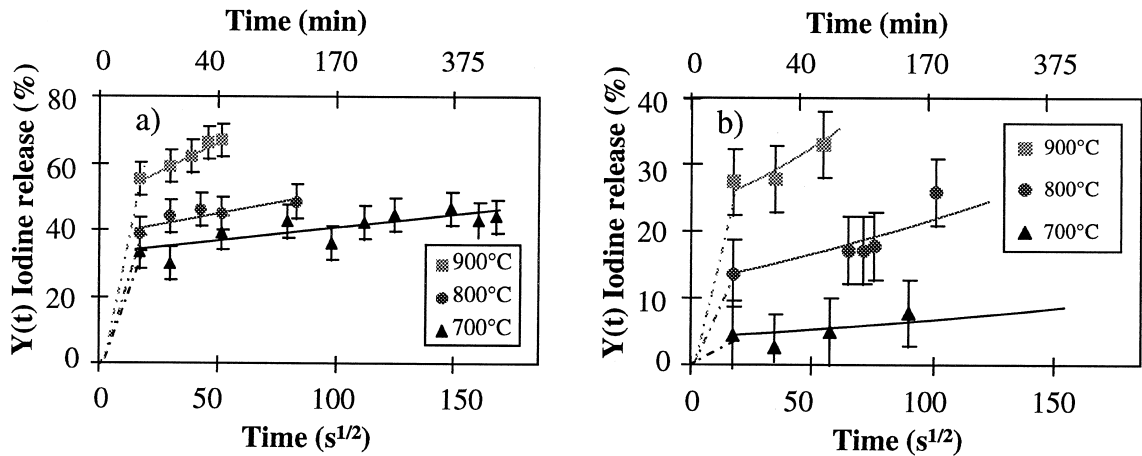 Time (min)
0 40 170 375
Y(t) Iodine release (%)
80
60
40
20
0
a)
900°C
800°C
700°C
0 50 100 150
Time (s1/2)
Time (min)
0 40 170 375
Y(t) Iodine release (%)
40
30
20
10
0
b)
900°C
800°C
700°C
0 50 100 150
Time (s1/2)